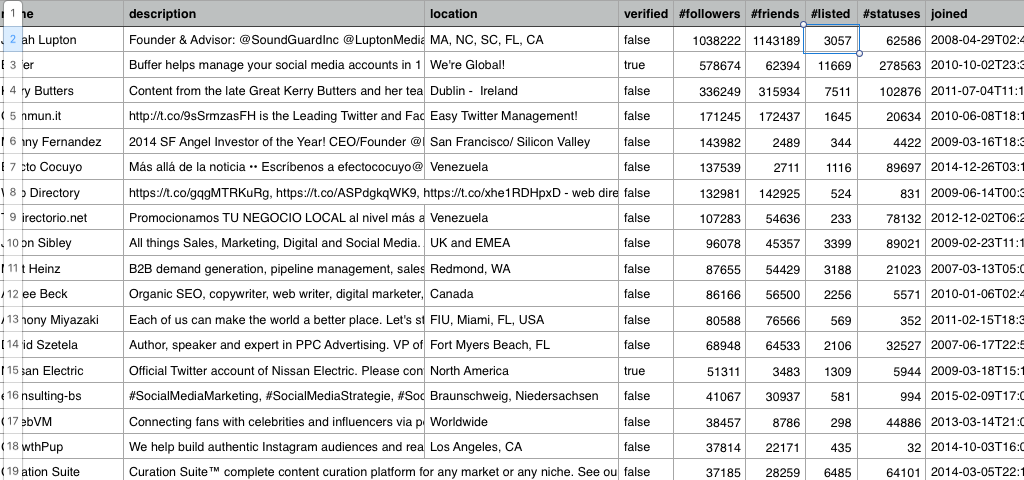 1 description location verified #followers #friends #listed #statuses joined
2 Lupton Founder & Advisor: @SoundGuardInc @LuptonMedia MA, NC, SC, FL, CA false 1038222 1143189 3057 62586 2008-04-29T02:4
3 Buffer helps manage your social media accounts in 1 We're Global! true 578674 62394 11669 278563 2010-10-02T23:3
4 Butters Content from the late Great Kerry Butters and her tea Dublin - Ireland false 336249 315934 7511 102876 2011-07-04T11:1
5 http://t.co/9sSrmzasFH is the Leading Twitter and Fac Easy Twitter Management! false 171245 172437 1645 20634 2010-06-08T18:1
6 Fernandez 2014 SF Angel Investor of the Year! CEO/Founder @ San Francisco/ Silicon Valley false 143982 2489 344 4422 2009-03-16T18:3
7 Cocuyo Más allá de la noticia •• Escríbenos a efectococuyo@ Venezuela false 137539 2711 1116 89697 2014-12-26T03:1
8 Directory https://t.co/gqgMTRKuRg, https://t.co/ASPdgkqWK9, https://t.co/xhe1RDHpxD - web dire false 132981 142925 524 831 2009-06-14T00:3
9 irectorio.net Promocionamos TU NEGOCIO LOCAL al nivel más a Venezuela false 107283 54636 233 78132 2012-12-02T06:2
10 Sibley All things Sales, Marketing, Digital and Social Media. UK and EMEA false 96078 45357 3399 89021 2009-02-23T11:1
11 Heinz B2B demand generation, pipeline management, sales Redmond, WA false 87655 54429 3188 21023 2007-03-13T05:0
12 Beck Organic SEO, copywriter, web writer, digital marketer, Canada false 86166 56500 2256 5571 2010-01-06T02:4
13 Miyazaki Each of us can make the world a better place. Let's st FIU, Miami, FL, USA false 80588 76566 569 352 2011-02-15T18:3
14 Szetela Author, speaker and expert in PPC Advertising. VP of Fort Myers Beach, FL false 68948 64533 2106 32527 2007-06-17T22:5
15 Electric Official Twitter account of Nissan Electric. Please con North America true 51311 3483 1309 5944 2009-03-18T15:1
16 nsulting-bs #SocialMediaMarketing, #SocialMediaStrategie, #Soc Braunschweig, Niedersachsen false 41067 30937 581 994 2015-02-09T17:0
17 ebVM Connecting fans with celebrities and influencers via p Worldwide false 38457 8786 298 44886 2013-03-14T21:0
18 wthPup We help build authentic Instagram audiences and rea Los Angeles, CA false 37814 22171 435 32 2014-10-03T16:0
19 ation Suite Curation Suite™ complete content curation platform for any market or any niche. See ou false 37185 28259 6485 64101 2014-03-05T22:1